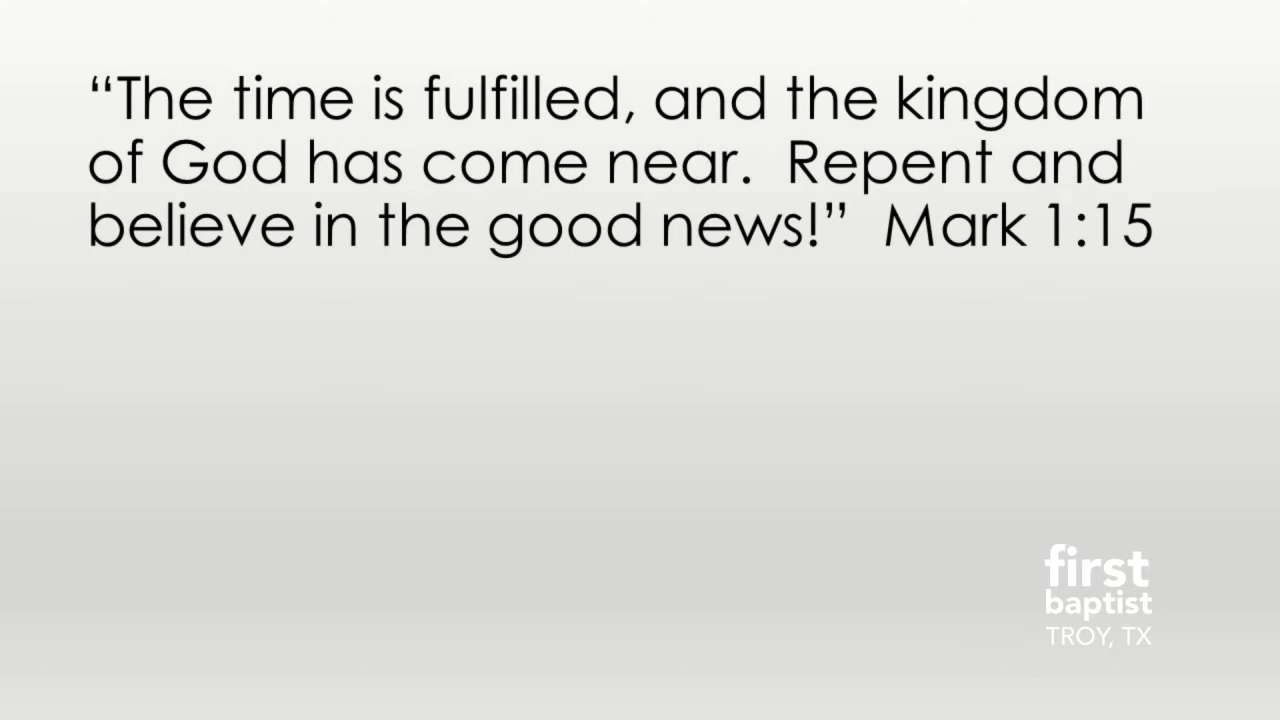 “The time is fulfilled, and the kingdom
of God has come near.  Repent and
believe in the good news!”  Mark 1:15
first
baptist
TROY, TX